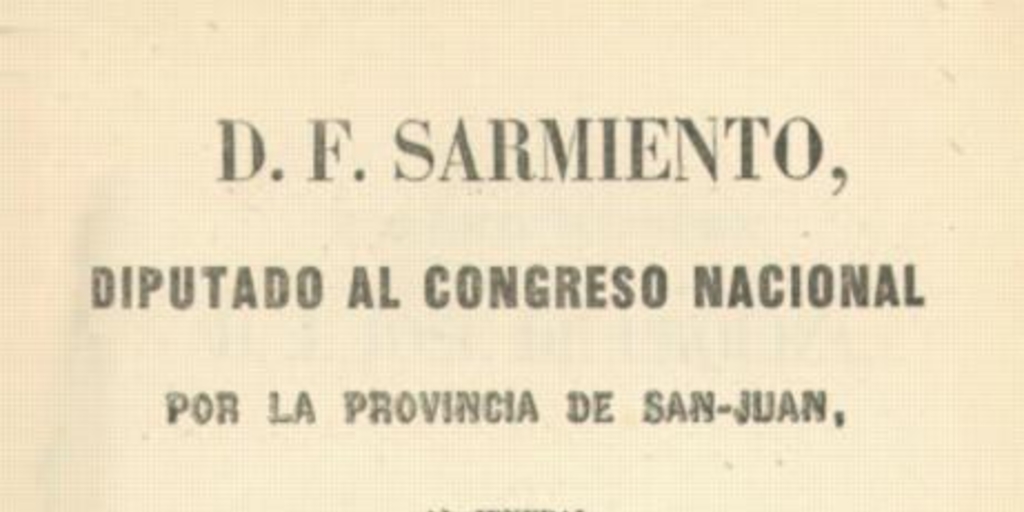 D. F. SARMIENTO,
DIPUTADO AL CONGRESO NACIONAL
POR LA PROVINCIA DE SAN-JUAN,